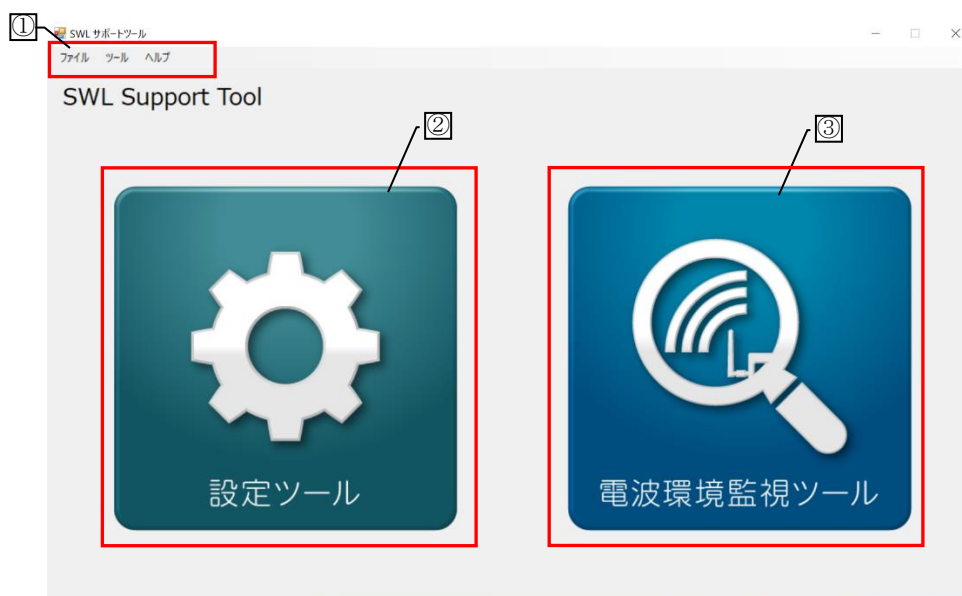 ①
SWL サポートツール
ファイル ツール ヘルプ
SWL Support Tool
②
③
設定ツール
電波環境監視ツール